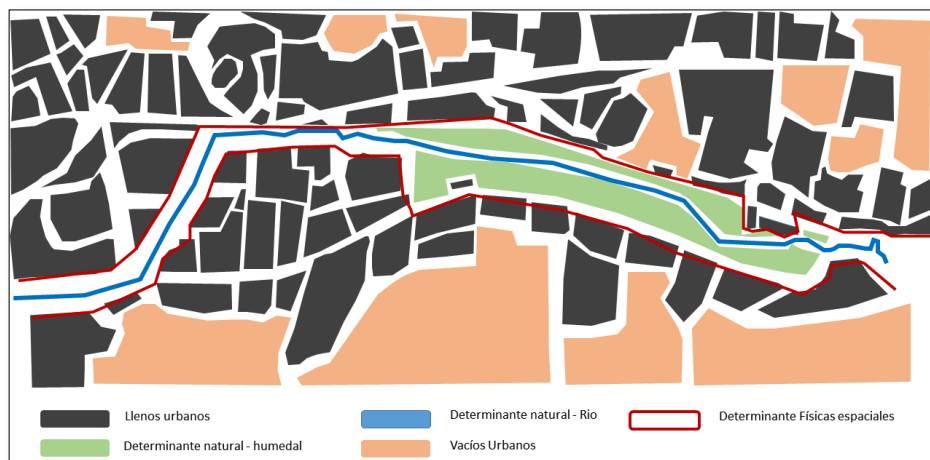 Llenos urbanos
Determinante natural - Rio
Determinante Físicas espaciales
Determinante natural - humedal
Vacíos Urbanos